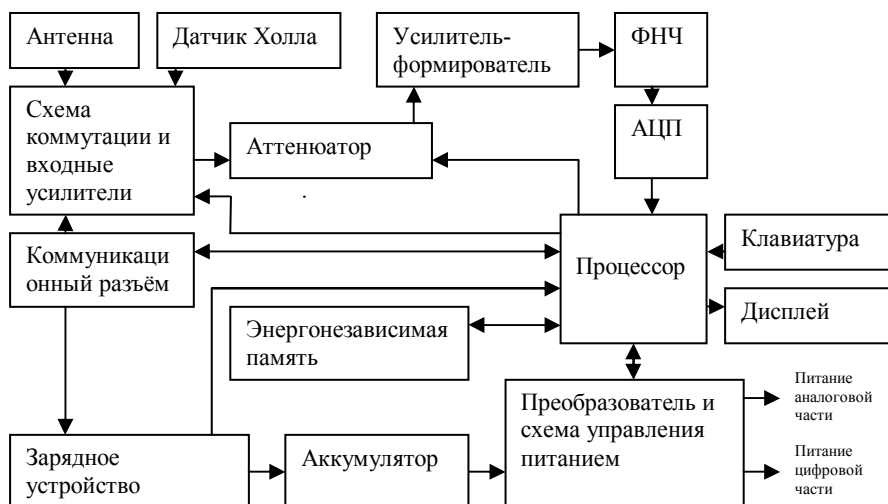 Антенна
Датчик Холла
Усилитель-
формирователь
ФНЧ
Схема
коммутации и
входные
усилители
Аттенюатор
АЦП
Коммуникаци
онный разъём
Процессор
Клавиатура
Дисплей
Энергонезависимая
память
Преобразователь и
схема управления
питанием
Питание
аналоговой
части
Зарядное
устройство
Аккумулятор
Питание
цифровой
части